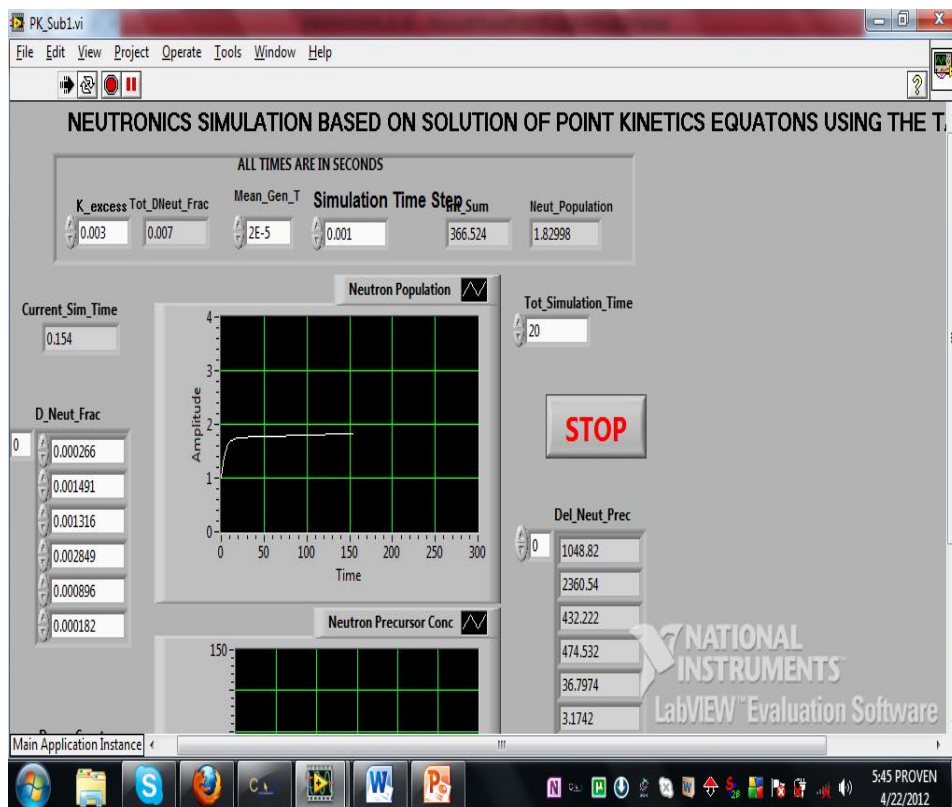 PK_Sub1.vi
File Edit View Project Operate Tools Window Help
NEUTRONICS SIMULATION BASED ON SOLUTION OF POINT KINETICS EQUATONS USING THE T
ALL TIMES ARE IN SECONDS
K_excess Tot_DNeut_Frac Mean_Gen_T Simulation Time Step Sum Neut_Population
0.003 0.007 2E-5 0.001 366.524 1.82998
Current_Sim_Time
0.154
Neutron Population
Amplitude
4
3
2
1
0
0 50 100 150 200 250 300
Time
Tot_Simulation_Time
20
STOP
D_Neut_Frac
0
0.000266
0.001491
0.001316
0.002849
0.000896
0.000182
Del_Neut_Prec
0
1048.82
2360.54
432.222
474.532
36.7974
3.1742
Neutron Precursor Conc
150
NATIONAL
INSTRUMENTS
LabVIEW™ Evaluation Software
Main Application Instance
5:45 PROVEN
4/22/2012